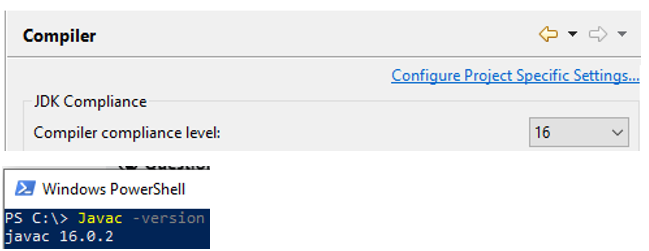 Compiler
Configure Project Specific Settings...
JDK Compliance
Compiler compliance level:
16
Windows PowerShell
PS C:\> Javac -version
javac 16.0.2